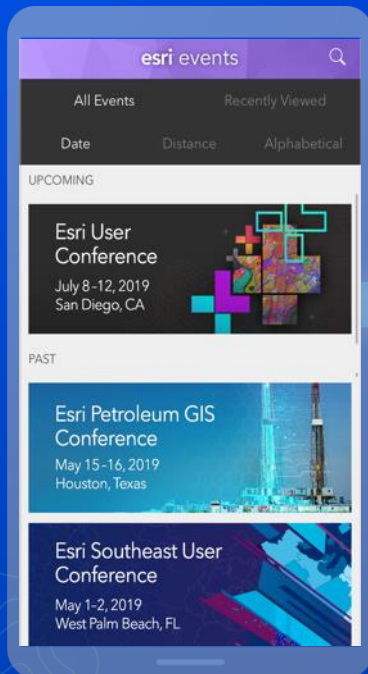 esri events
All Events Recently Viewed
Date Distance Alphabetical
UPCOMING
Esri User
Conference
July 8-12, 2019
San Diego, CA
PAST
Esri Petroleum GIS
Conference
May 15-16, 2019
Houston, Texas
Esri Southeast User
Conference
May 1-2, 2019
West Palm Beach, FL